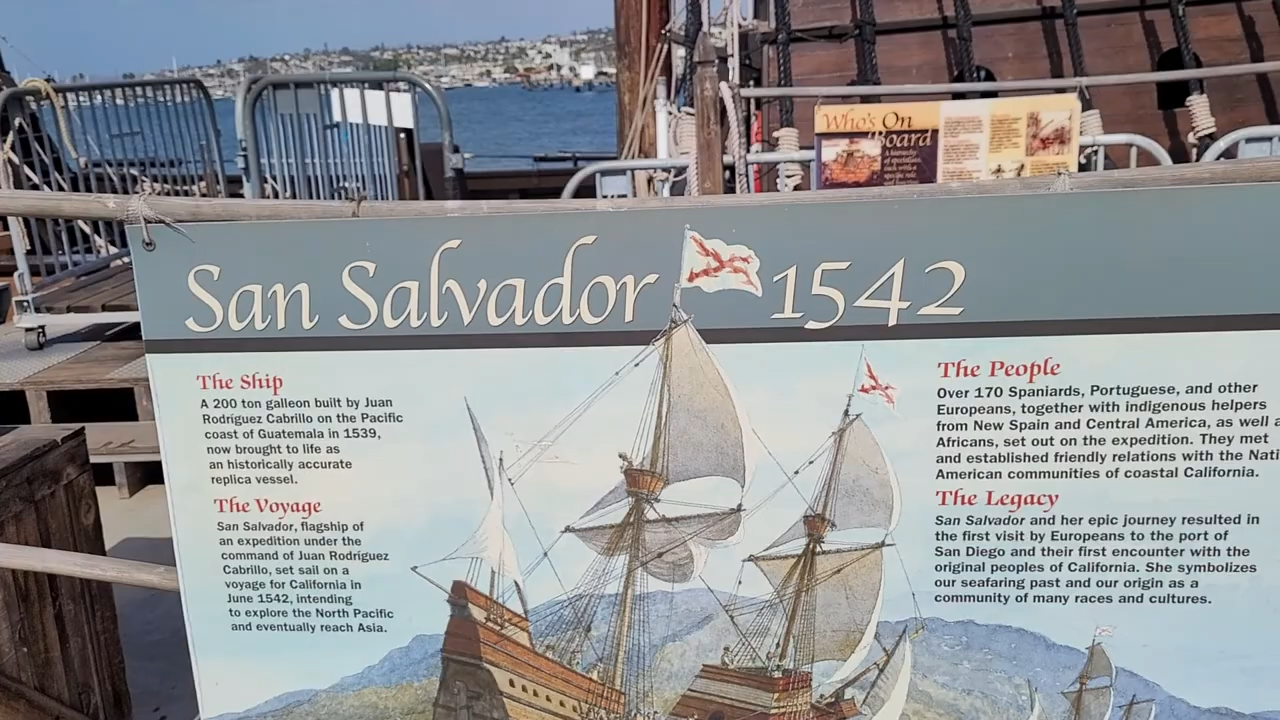 Who's On
Board
San Salvador 1542
The Ship
A 200 ton galleon built by Juan
Rodríguez Cabrillo on the Pacific
coast of Guatemala in 1539,
now brought to life as
an historically accurate
replica vessel.
The Voyage
San Salvador, flagship of
an expedition under the
command of Juan Rodríguez
Cabrillo, set sail on a
voyage for California in
June 1542, intending
to explore the North Pacific
and eventually reach Asia.
The People
Over 170 Spaniards, Portuguese, and other
Europeans, together with indigenous helpers
from New Spain and Central America, as well a
Africans, set out on the expedition. They met
and established friendly relations with the Nati
American communities of coastal California.
The Legacy
San Salvador and her epic journey resulted in
the first visit by Europeans to the port of
San Diego and their first encounter with the
original peoples of California. She symbolizes
our seafaring past and our origin as a
community of many races and cultures.